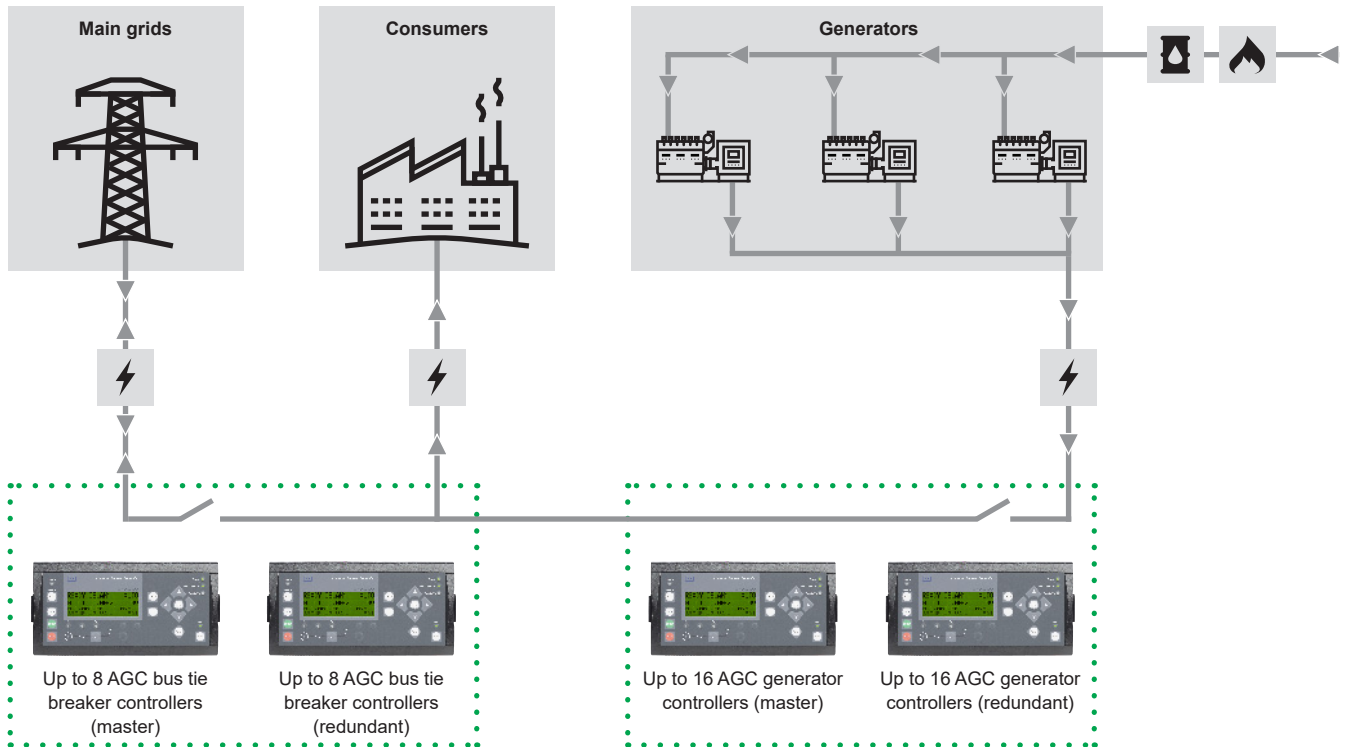 Main grids
Consumers
Generators
Up to 8 AGC bus tie
breaker controllers
(master)
Up to 8 AGC bus tie
breaker controllers
(redundant)
Up to 16 AGC generator
controllers (master)
Up to 16 AGC generator
controllers (redundant)